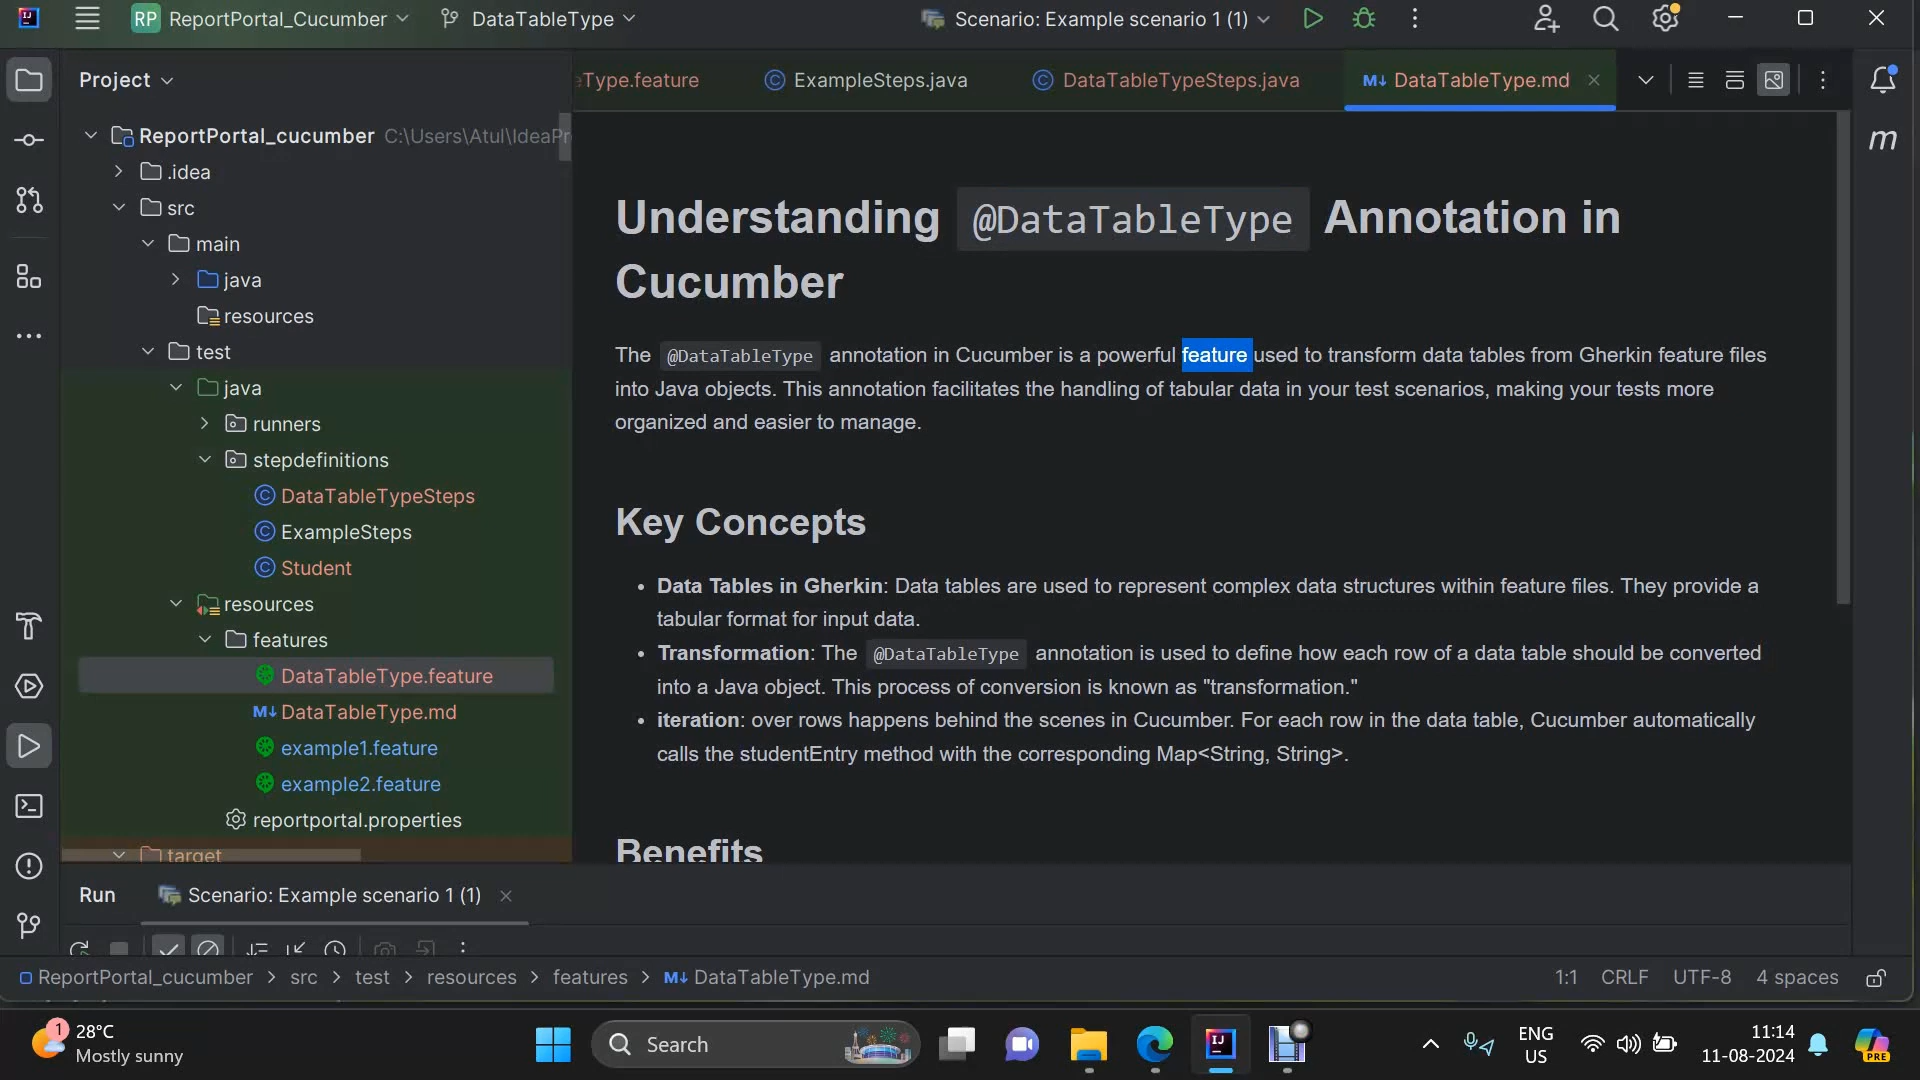 RP ReportPortal_Cucumber DataTableType Scenario: Example scenario 1 (1)
Project
eType.feature ExampleSteps.java DataTableTypeSteps.java M↓ DataTableType.md
m
ReportPortal_cucumber C:\Users\Atul\IdeaPr
.idea
src
main
java
resources
test
java
runners
stepdefinitions
DataTableTypeSteps
ExampleSteps
Student
resources
features
DataTableType.feature
M↓ DataTableType.md
example1.feature
example2.feature
reportportal.properties
target
Understanding @DataTableType Annotation in
Cucumber
The @DataTableType annotation in Cucumber is a powerful feature used to transform data tables from Gherkin feature files
into Java objects. This annotation facilitates the handling of tabular data in your test scenarios, making your tests more
organized and easier to manage.
Key Concepts
• Data Tables in Gherkin: Data tables are used to represent complex data structures within feature files. They provide a
tabular format for input data.
• Transformation: The @DataTableType annotation is used to define how each row of a data table should be converted
into a Java object. This process of conversion is known as "transformation."
• iteration: over rows happens behind the scenes in Cucumber. For each row in the data table, Cucumber automatically
calls the studentEntry method with the corresponding Map<String, String>.
Benefits
Run Scenario: Example scenario 1 (1)
ReportPortal_cucumber > src > test > resources > features > M↓ DataTableType.md 1:1 CRLF UTF-8 4 spaces
1 28°C
Mostly sunny
Search
IJ
ENG
US
11:14
11-08-2024
PRE